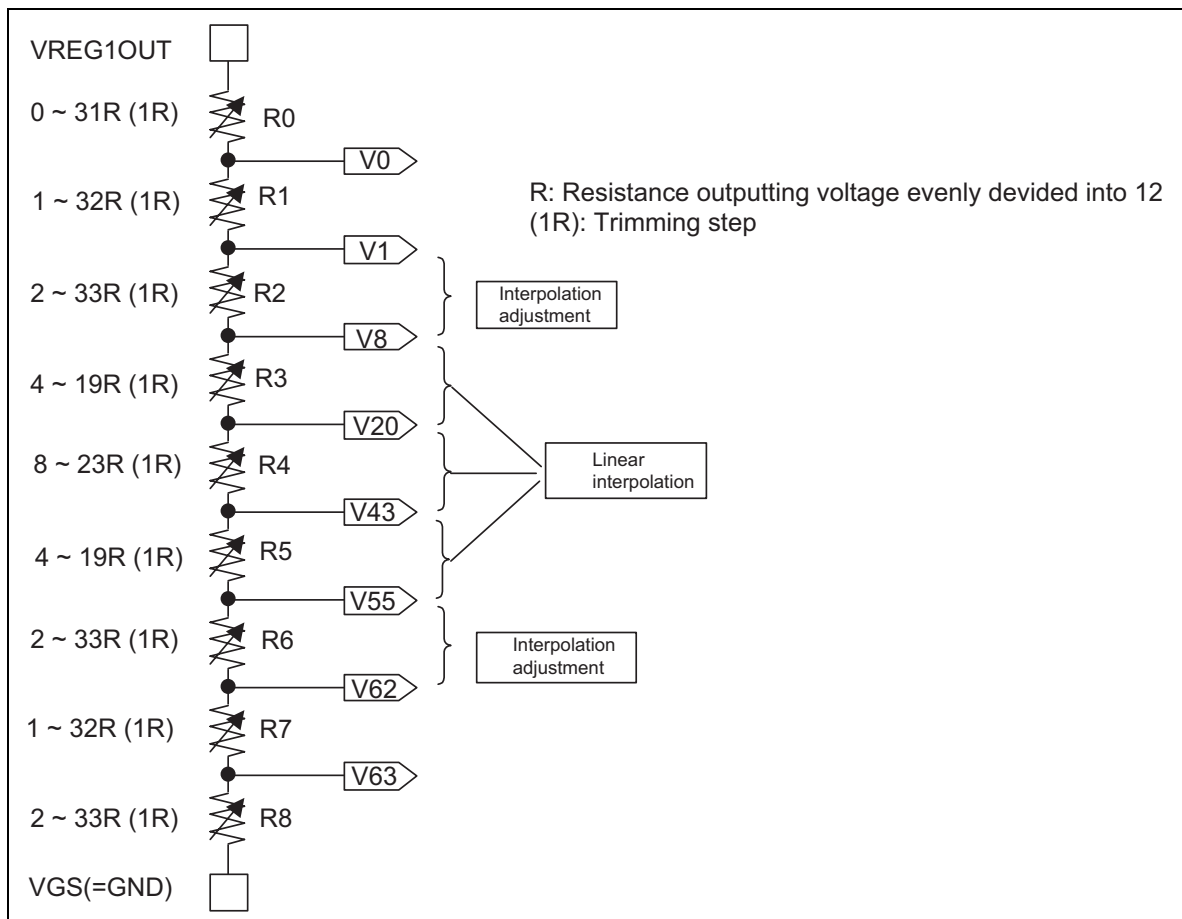 VREG1OUT
0 ~ 31R (1R)
R0
V0
1 ~ 32R (1R)
R1
R: Resistance outputting voltage evenly devided into 12
(1R): Trimming step
V1
2 ~ 33R (1R)
R2
Interpolation
adjustment
V8
4 ~ 19R (1R)
R3
V20
8 ~ 23R (1R)
R4
Linear
interpolation
V43
4 ~ 19R (1R)
R5
V55
2 ~ 33R (1R)
R6
Interpolation
adjustment
V62
1 ~ 32R (1R)
R7
V63
2 ~ 33R (1R)
R8
VGS(=GND)